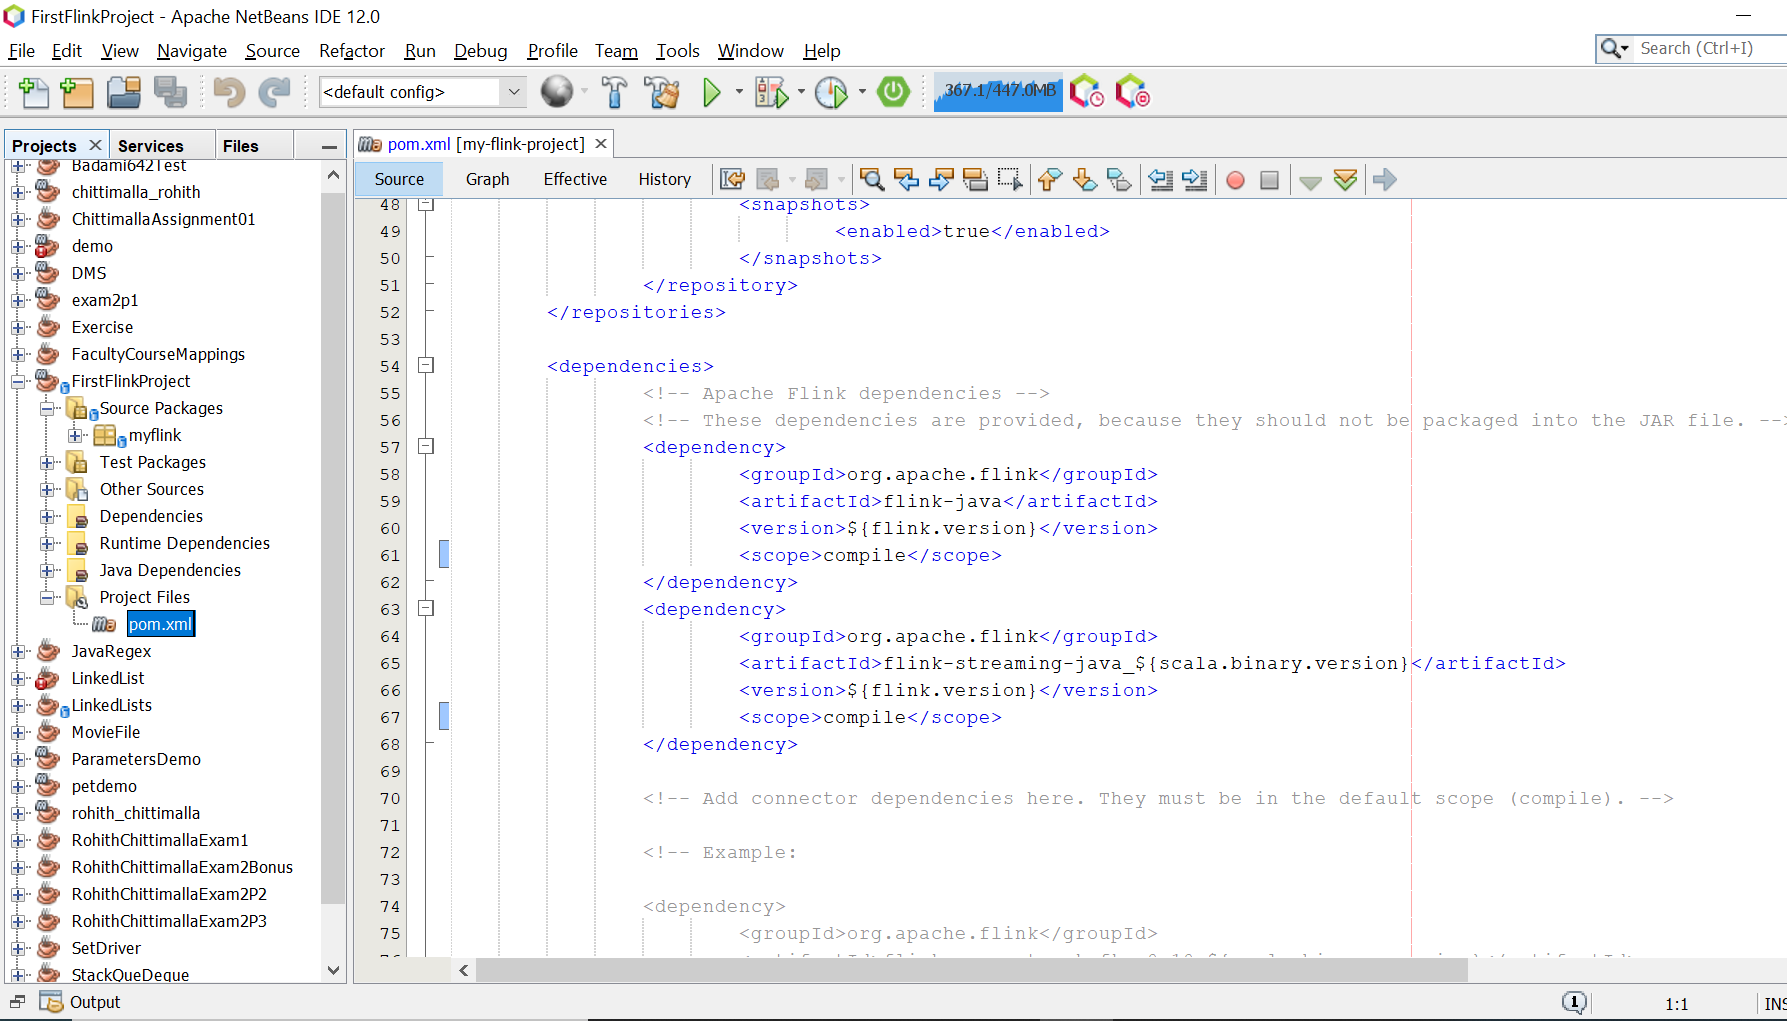 FirstFlinkProject - Apache NetBeans IDE 12.0
File Edit View Navigate Source Refactor Run Debug Profile Team Tools Window Help
Search (Ctrl+I)
<default config>
367.1/447.0MB
Projects Services Files
pom.xml [my-flink-project]
Source Graph Effective History
Badami642Test
chittimalla_rohith
ChittimallaAssignment01
demo
DMS
exam2p1
Exercise
FacultyCourseMappings
FirstFlinkProject
Source Packages
myflink
Test Packages
Other Sources
Dependencies
Runtime Dependencies
Java Dependencies
Project Files
pom.xml
JavaRegex
LinkedList
LinkedLists
MovieFile
ParametersDemo
petdemo
rohith_chittimalla
RohithChittimallaExam1
RohithChittimallaExam2Bonus
RohithChittimallaExam2P2
RohithChittimallaExam2P3
SetDriver
StackQueDeque
48 <snapshots>
49 <enabled>true</enabled>
50 </snapshots>
51 </repository>
52 </repositories>
53
54 <dependencies>
55 <!-- Apache Flink dependencies -->
56 <!-- These dependencies are provided, because they should not be packaged into the JAR file. -->
57 <dependency>
58 <groupId>org.apache.flink</groupId>
59 <artifactId>flink-java</artifactId>
60 <version>${flink.version}</version>
61 <scope>compile</scope>
62 </dependency>
63 <dependency>
64 <groupId>org.apache.flink</groupId>
65 <artifactId>flink-streaming-java_${scala.binary.version}</artifactId>
66 <version>${flink.version}</version>
67 <scope>compile</scope>
68 </dependency>
69
70 <!-- Add connector dependencies here. They must be in the default scope (compile). -->
71
72 <!-- Example:
73
74 <dependency>
75 <groupId>org.apache.flink</groupId>
Output
1:1 INS